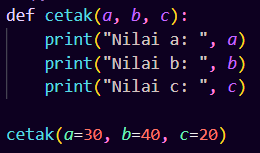 def cetak(a, b, c):
    print("Nilai a: ", a)
    print("Nilai b: ", b)
    print("Nilai c: ", c)
cetak(a=30, b=40, c=20)